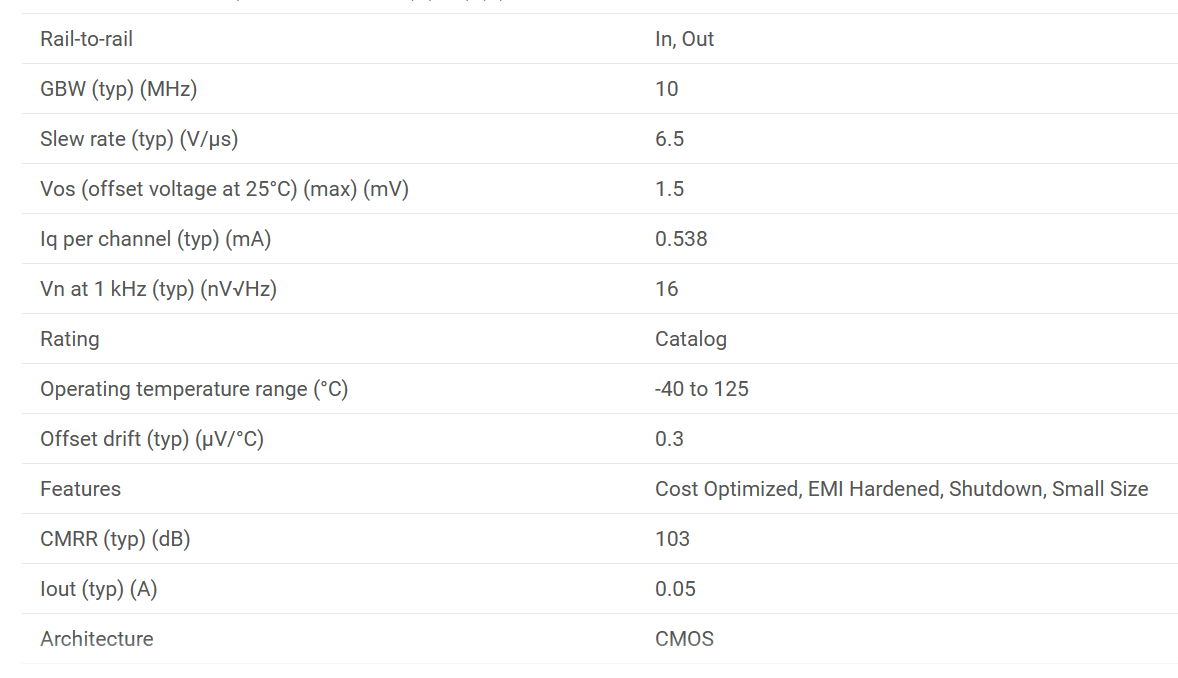 Rail-to-rail In, Out
GBW (typ) (MHz) 10
Slew rate (typ) (V/µs) 6.5
Vos (offset voltage at 25°C) (max) (mV) 1.5
Iq per channel (typ) (mA) 0.538
Vn at 1 kHz (typ) (nV√Hz) 16
Rating Catalog
Operating temperature range (°C) -40 to 125
Offset drift (typ) (µV/°C) 0.3
Features Cost Optimized, EMI Hardened, Shutdown, Small Size
CMRR (typ) (dB) 103
Iout (typ) (A) 0.05
Architecture CMOS